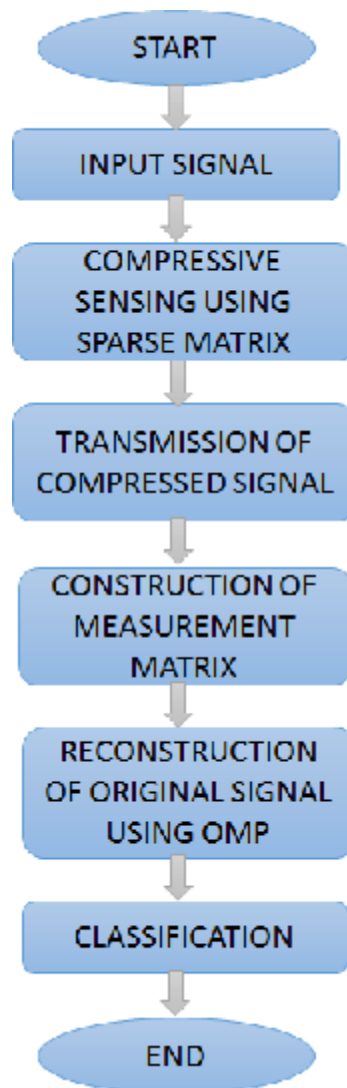 START
INPUT SIGNAL
COMPRESSIVE
SENSING USING
SPARSE MATRIX
TRANSMISSION OF
COMPRESSED SIGNAL
CONSTRUCTION OF
MEASUREMENT
MATRIX
RECONSTRUCTION
OF ORIGINAL SIGNAL
USING OMP
CLASSIFICATION
END